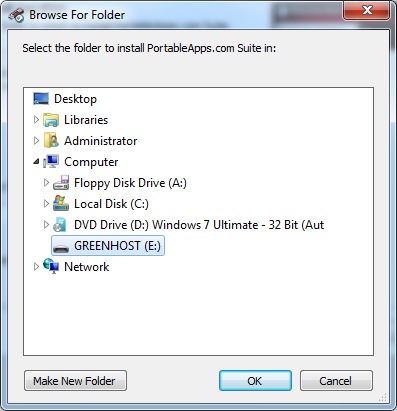 Browse For Folder
Select the folder to install PortableApps.com Suite in:
Desktop
Libraries
Administrator
Computer
Floppy Disk Drive (A:)
Local Disk (C:)
DVD Drive (D:) Windows 7 Ultimate - 32 Bit (Aut
GREENHOST (E:)
Network
Make New Folder
OK
Cancel